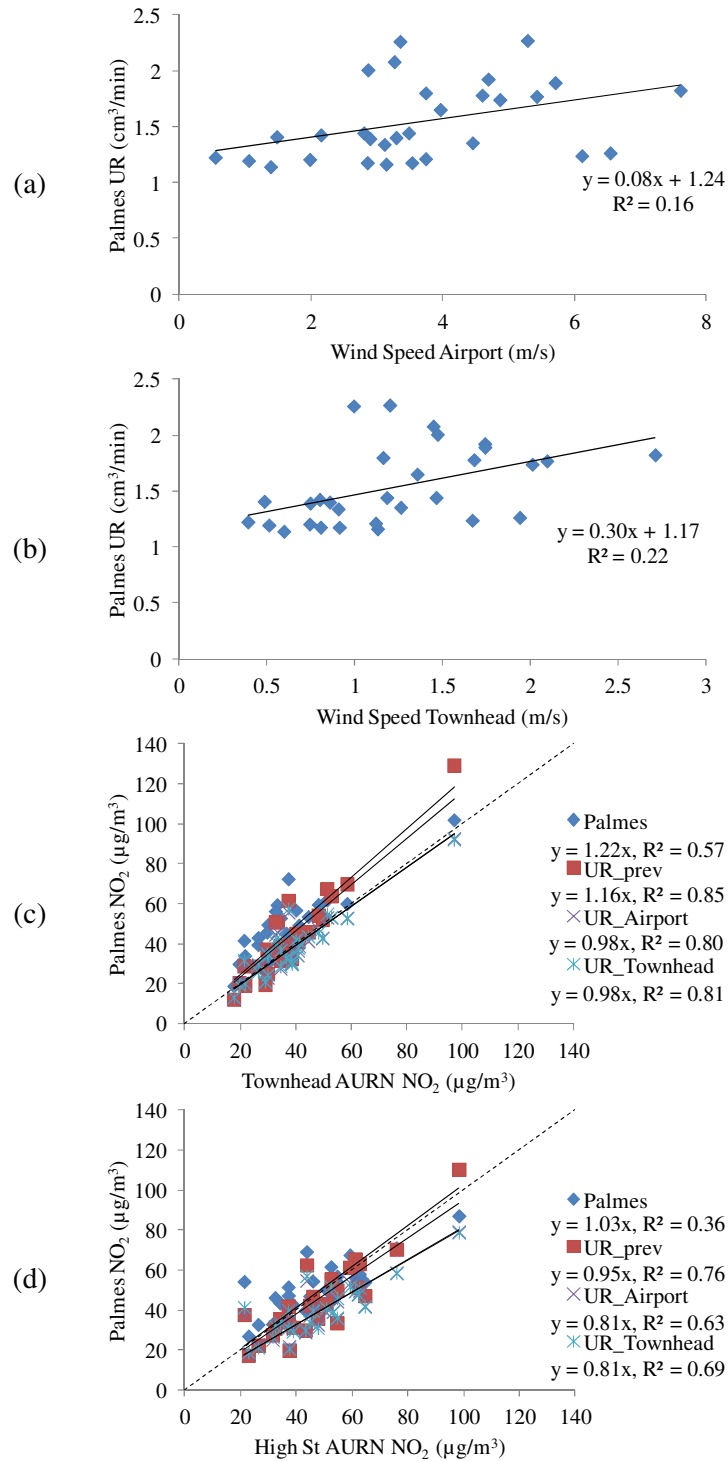 (a)
Palmes UR (cm³/min)
2.5
2
1.5
1
0.5
0
0
2
4
6
8
y = 0.08x + 1.24
R² = 0.16
Wind Speed Airport (m/s)
(b)
Palmes UR (cm³/min)
2.5
2
1.5
1
0.5
0
0.5
1
1.5
2
2.5
3
y = 0.30x + 1.17
R² = 0.22
Wind Speed Townhead (m/s)
(c)
Palmes NO₂ (µg/m³)
140
120
100
80
60
40
20
0
0
20
40
60
80
100
120
140
Palmes
y = 1.22x, R² = 0.57
UR_prev
y = 1.16x, R² = 0.85
UR_Airport
y = 0.98x, R² = 0.80
UR_Townhead
y = 0.98x, R² = 0.81
Townhead AURN NO₂ (µg/m³)
(d)
Palmes NO₂ (µg/m³)
140
120
100
80
60
40
20
0
0
20
40
60
80
100
120
140
Palmes
y = 1.03x, R² = 0.36
UR_prev
y = 0.95x, R² = 0.76
UR_Airport
y = 0.81x, R² = 0.63
UR_Townhead
y = 0.81x, R² = 0.69
High St AURN NO₂ (µg/m³)